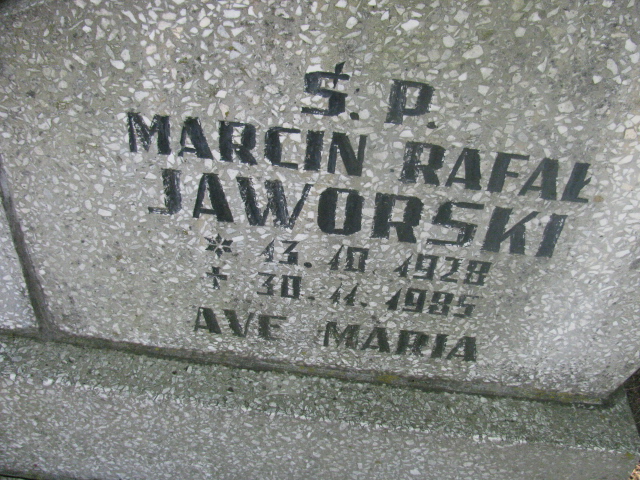 Ś. P.
MARCIN RAFAŁ
JAWORSKI
* 13. 10 1928
† 30. 11. 1985
AVE MARIA